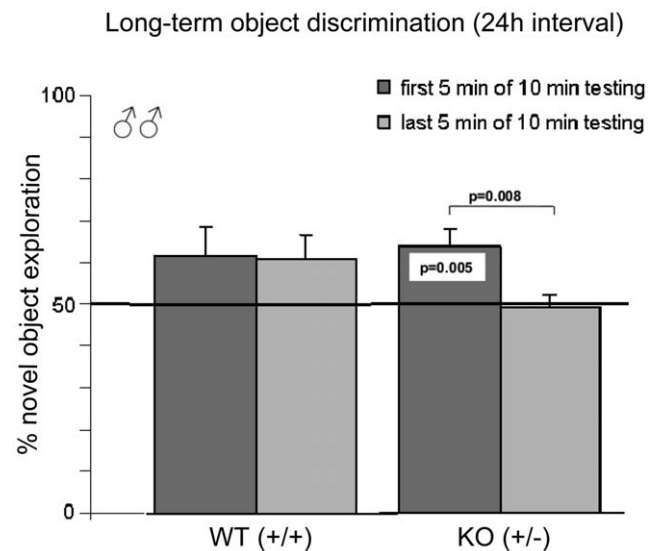 Long-term object discrimination (24h interval)
first 5 min of 10 min testing
last 5 min of 10 min testing
100
♂♂
% novel object exploration
p=0.008
p=0.005
50
0
WT (+/+)
KO (+/-)